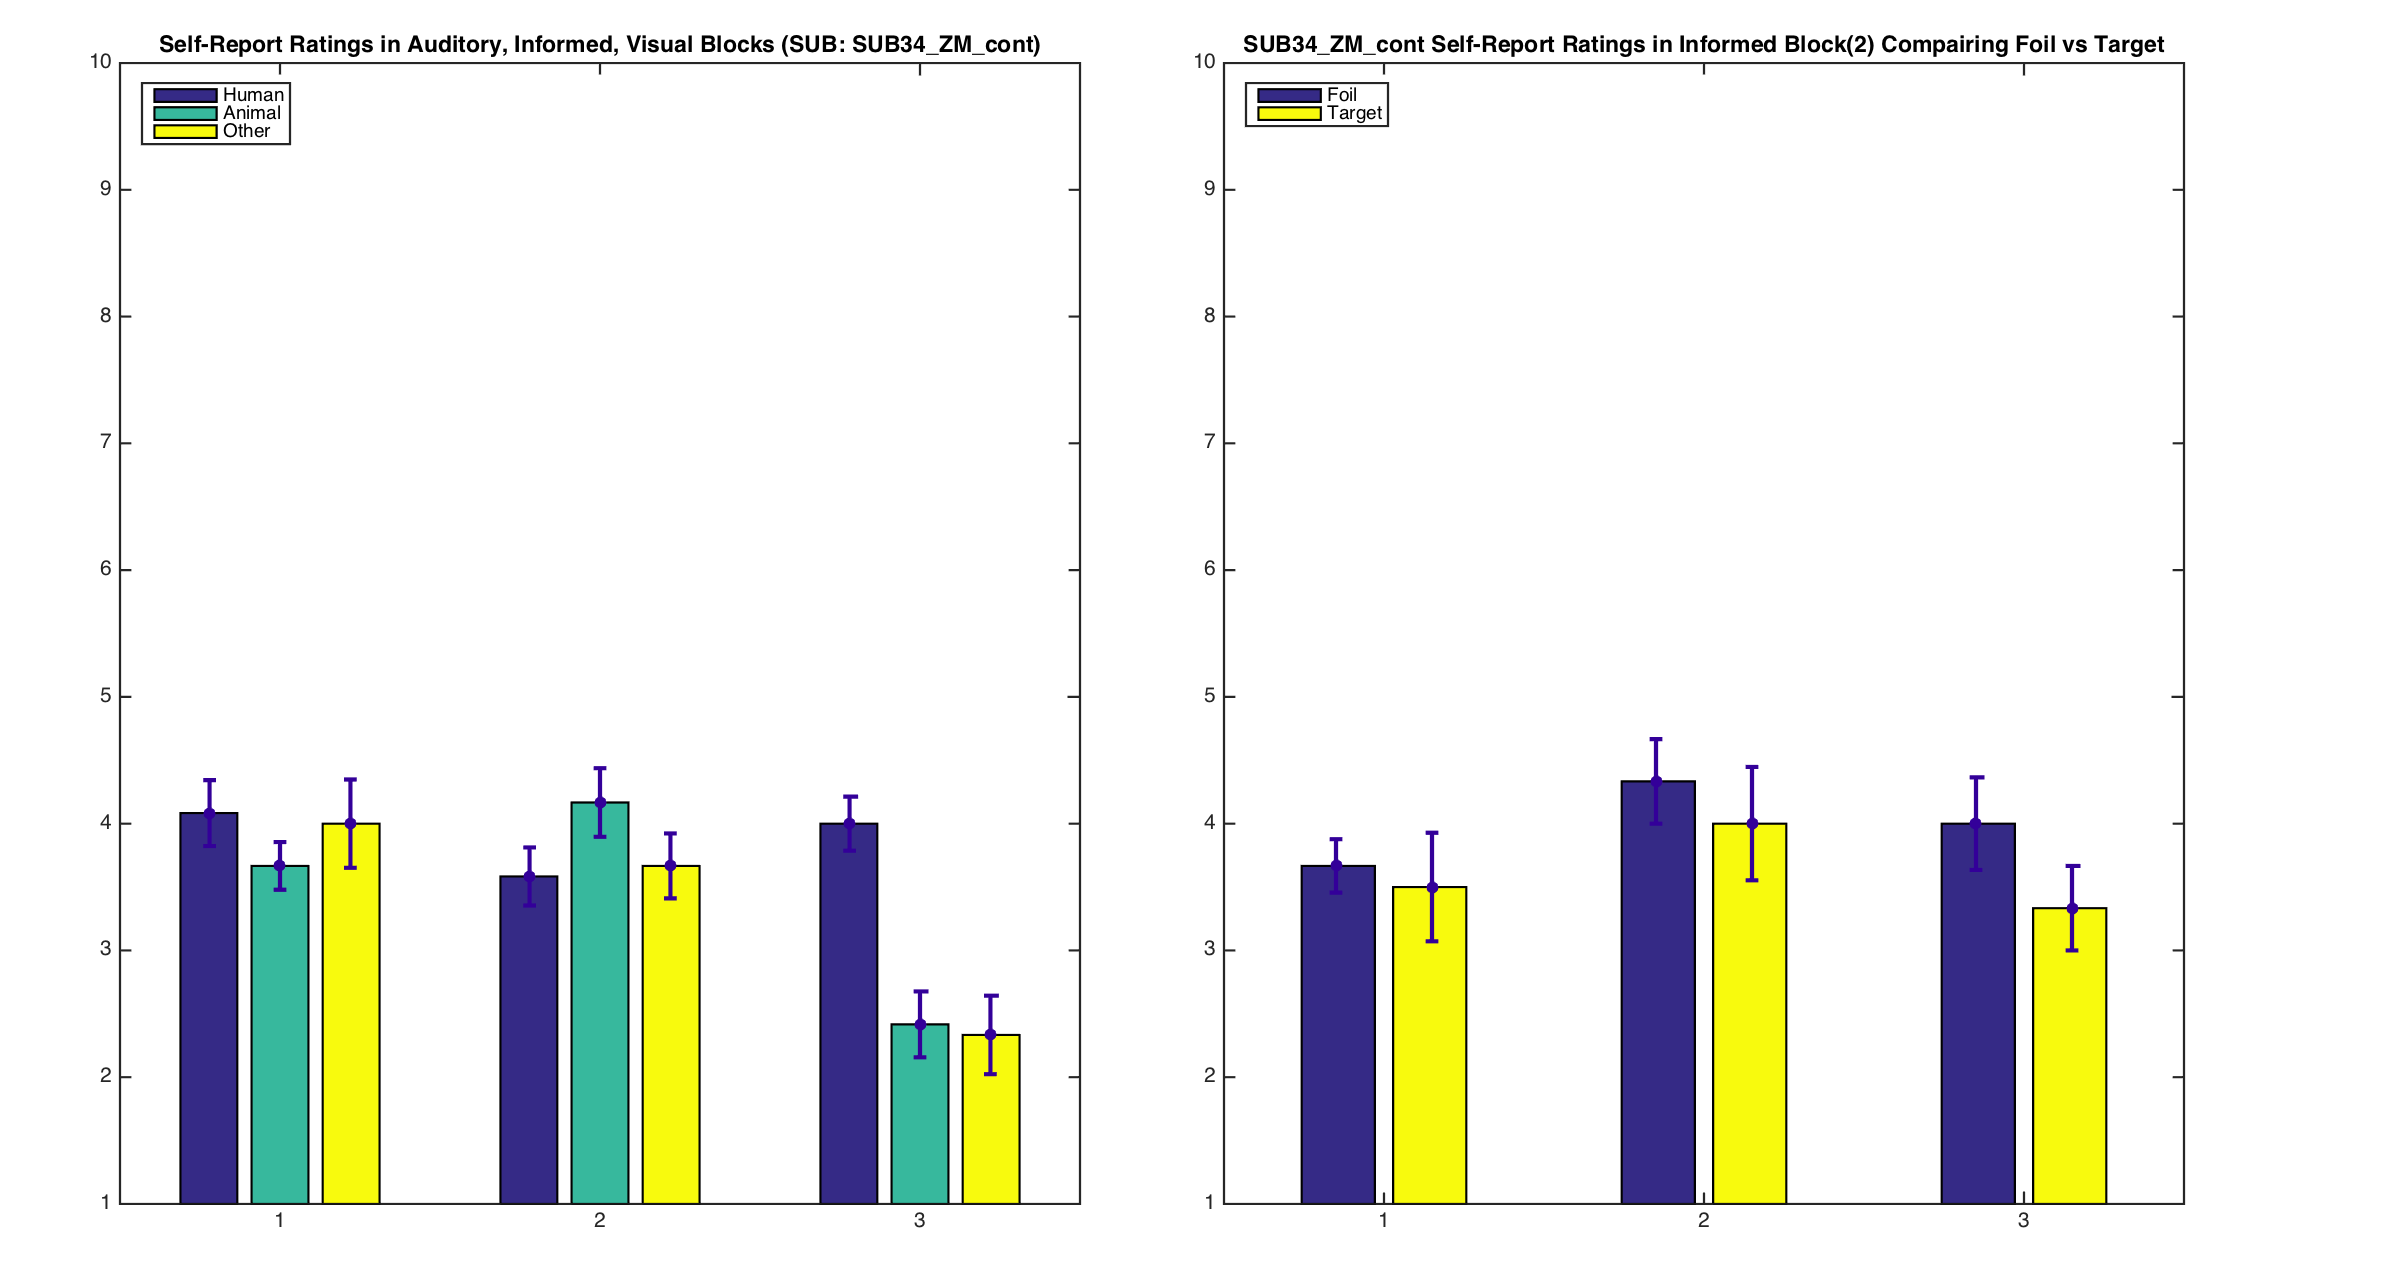 Self-Report Ratings in Auditory, Informed, Visual Blocks (SUB: SUB34_ZM_cont)
Human
Animal
Other
10
9
8
7
6
5
4
3
2
1
1 2 3
SUB34_ZM_cont Self-Report Ratings in Informed Block(2) Compairing Foil vs Target
Foil
Target
10
9
8
7
6
5
4
3
2
1
1 2 3